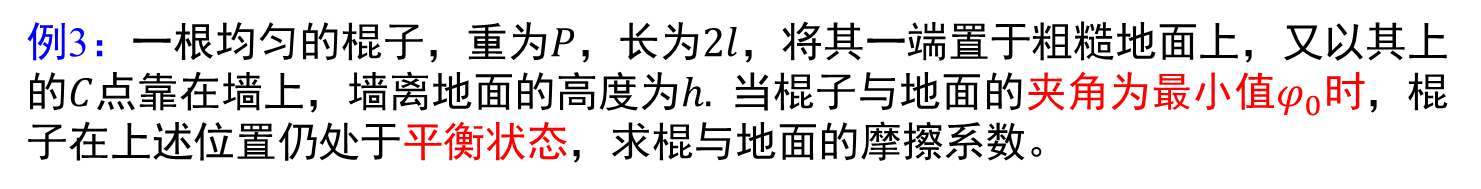 例3：一根均匀的棍子，重为P，长为2l，将其一端置于粗糙地面上，又以其上
的C点靠在墙上，墙离地面的高度为h. 当棍子与地面的夹角为最小值φ₀时，棍
子在上述位置仍处于平衡状态，求棍与地面的摩擦系数。